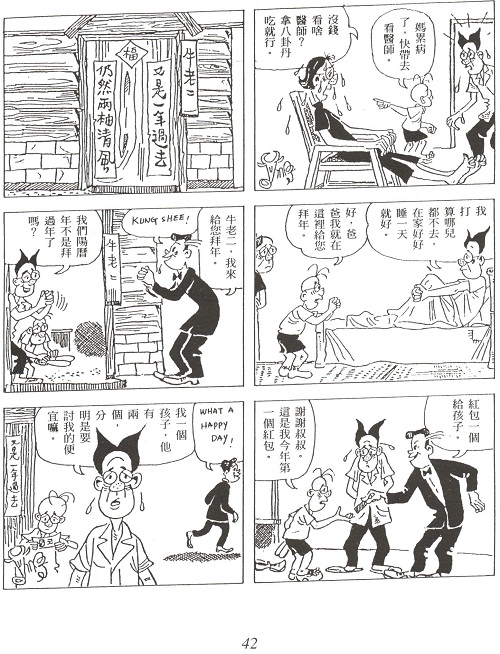 媽累病
了，快帶去
看醫師。
沒錢
看啥
醫師？
拿八卦丹
吃就行。
牛老二
又是一年過去
福
仍然兩袖清風
我
打
算哪兒
都不去，
在家好好
睡一天
就好。
好，爸
爸我就在
這裡給您
拜年。
牛老二，我來
給您拜年。
KUNG SHEE!
牛老二
我們陽曆
年不是拜
過年了
嗎？
紅包一個
給孩子。
謝謝叔叔。
這是我今年第
一個紅包。
WHAT A
HAPPY
DAY!
我一個
孩子，他
有兩
個，分
明是要
討我的便
宜嘛。
又是一年過去
42